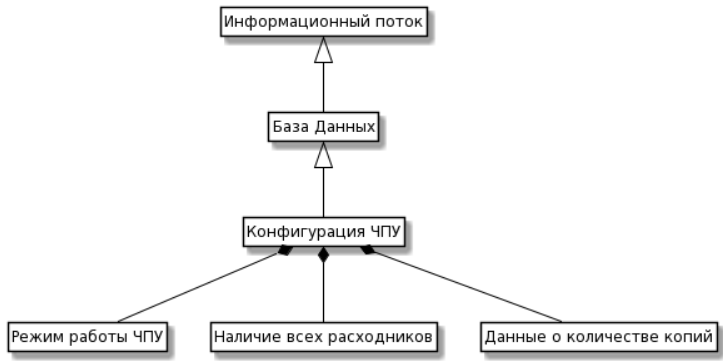 Информационный поток
База Данных
Конфигурация ЧПУ
Режим работы ЧПУ
Наличие всех расходников
Данные о количестве копий